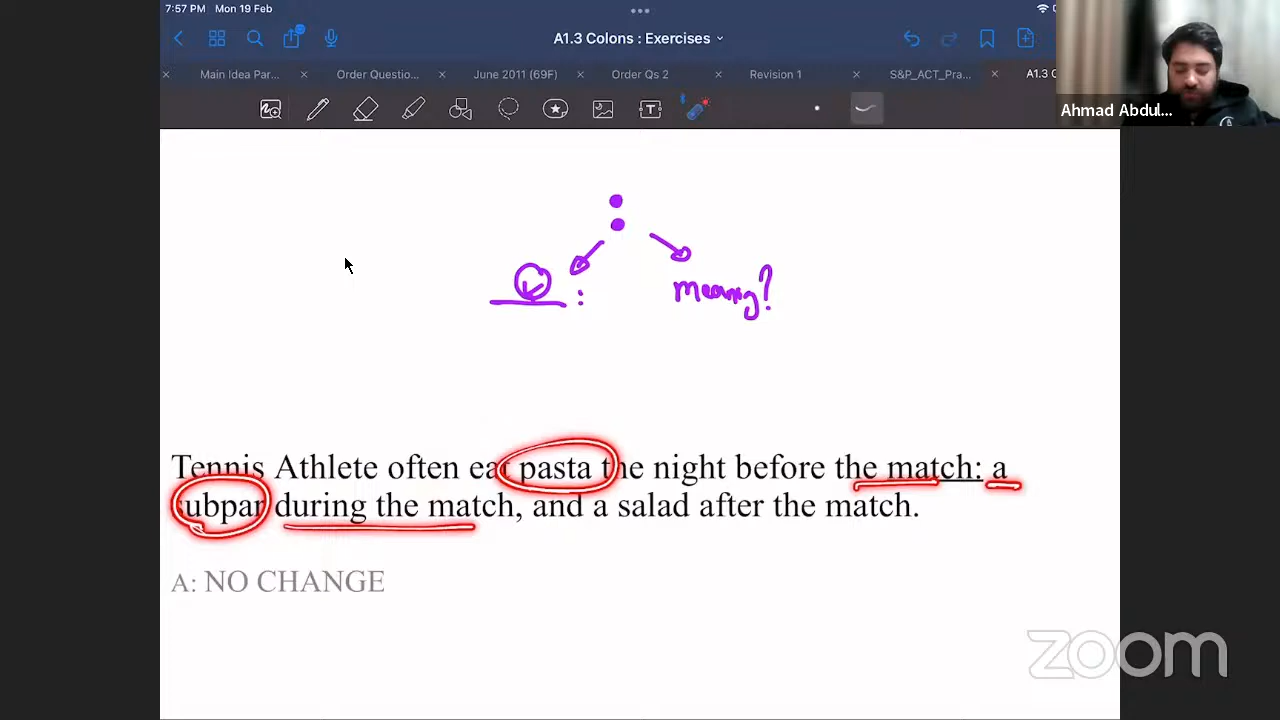 7:57 PM Mon 19 Feb
A1.3 Colons : Exercises
Main Idea Par...
Order Questio...
June 2011 (69F)
Order Qs 2
Revision 1
S&P_ACT_Pra...
A1.3 C
Ahmad Abdul...
:
: meaning?
Tennis Athlete often eat pasta the night before the match: a
subpar during the match, and a salad after the match.
A: NO CHANGE
zoom